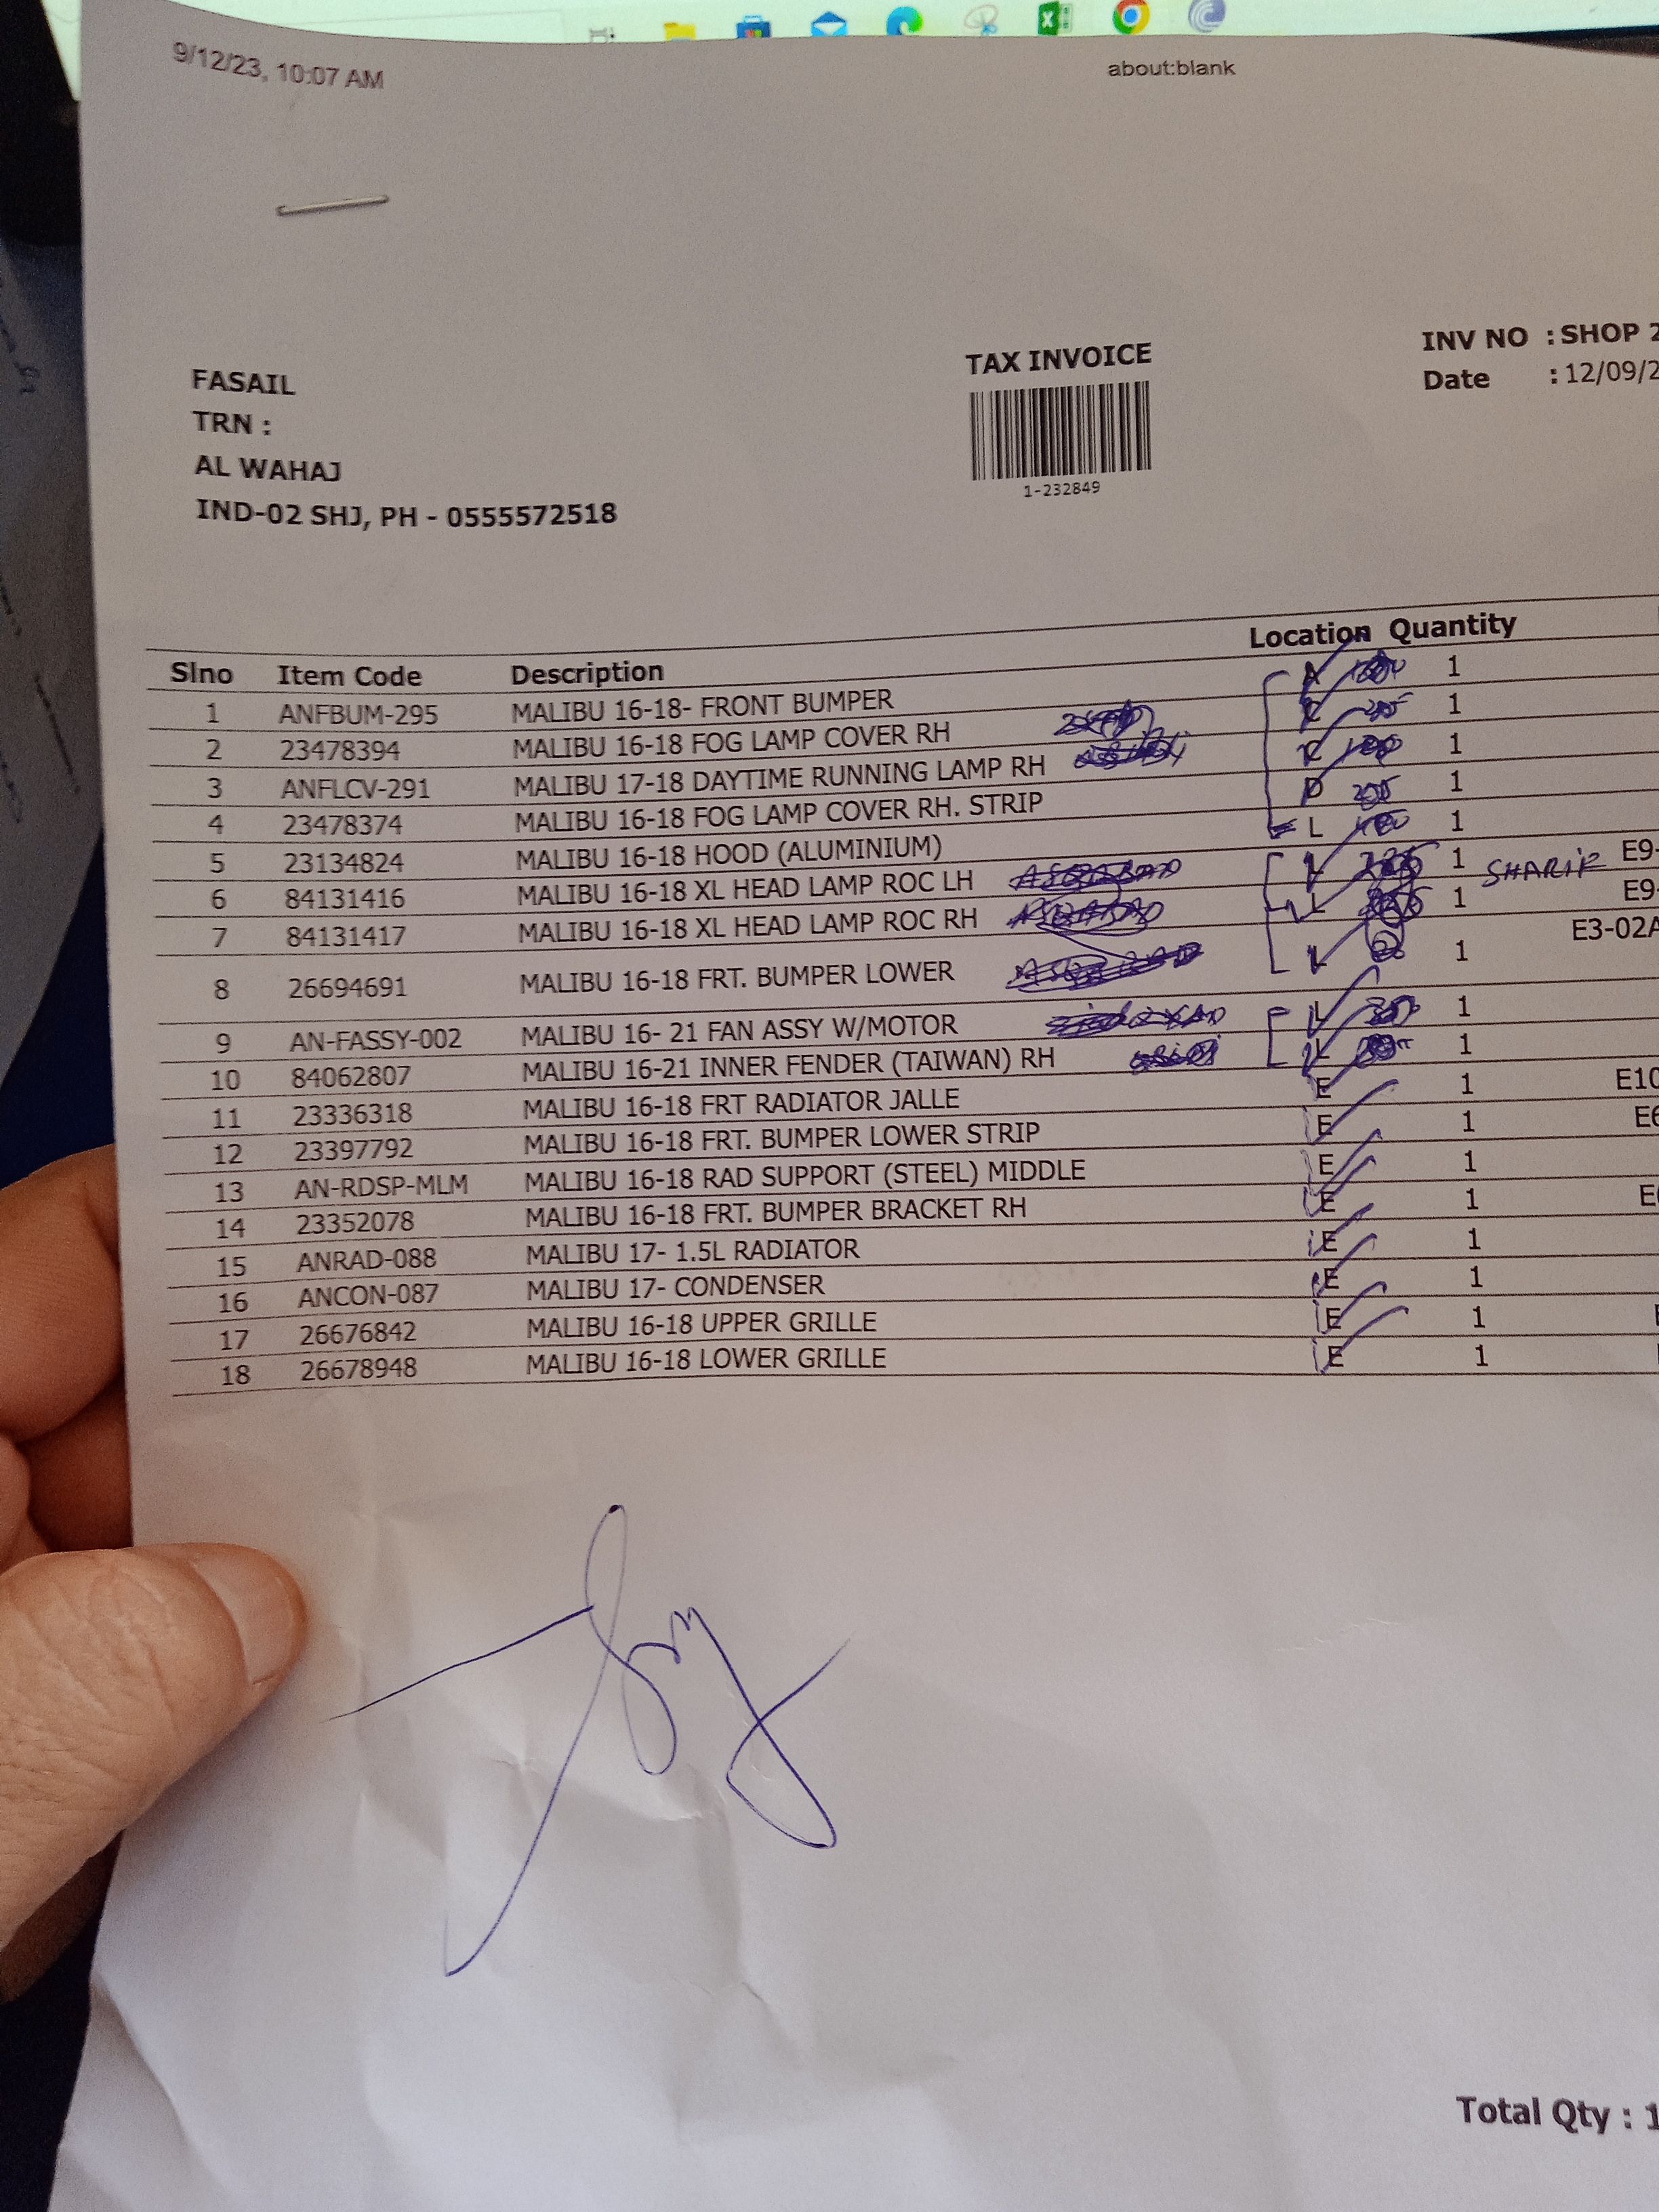 9/12/23, 10:07 AM about:blank
TAX INVOICE
INV NO : SHOP 2
Date : 12/09/2
1-232849
FASAIL
TRN :
AL WAHAJ
IND-02 SHJ, PH - 0555572518
Slno Item Code Description Location Quantity
1 ANFBUM-295 MALIBU 16-18- FRONT BUMPER A 1
2 23478394 MALIBU 16-18 FOG LAMP COVER RH C 1
3 ANFLCV-291 MALIBU 17-18 DAYTIME RUNNING LAMP RH C 1
4 23478374 MALIBU 16-18 FOG LAMP COVER RH. STRIP D 1
5 23134824 MALIBU 16-18 HOOD (ALUMINIUM) L 1
6 84131416 MALIBU 16-18 XL HEAD LAMP ROC LH L 1 SHARIF E9-
7 84131417 MALIBU 16-18 XL HEAD LAMP ROC RH L 1 E9-
8 26694691 MALIBU 16-18 FRT. BUMPER LOWER L 1 E3-02A
9 AN-FASSY-002 MALIBU 16- 21 FAN ASSY W/MOTOR L 1
10 84062807 MALIBU 16-21 INNER FENDER (TAIWAN) RH L 1
11 23336318 MALIBU 16-18 FRT RADIATOR JALLE E 1 E10
12 23397792 MALIBU 16-18 FRT. BUMPER LOWER STRIP E 1 E6
13 AN-RDSP-MLM MALIBU 16-18 RAD SUPPORT (STEEL) MIDDLE E 1
14 23352078 MALIBU 16-18 FRT. BUMPER BRACKET RH E 1
15 ANRAD-088 MALIBU 17- 1.5L RADIATOR E 1
16 ANCON-087 MALIBU 17- CONDENSER E 1
17 26676842 MALIBU 16-18 UPPER GRILLE E 1
18 26678948 MALIBU 16-18 LOWER GRILLE E 1
Total Qty : 1